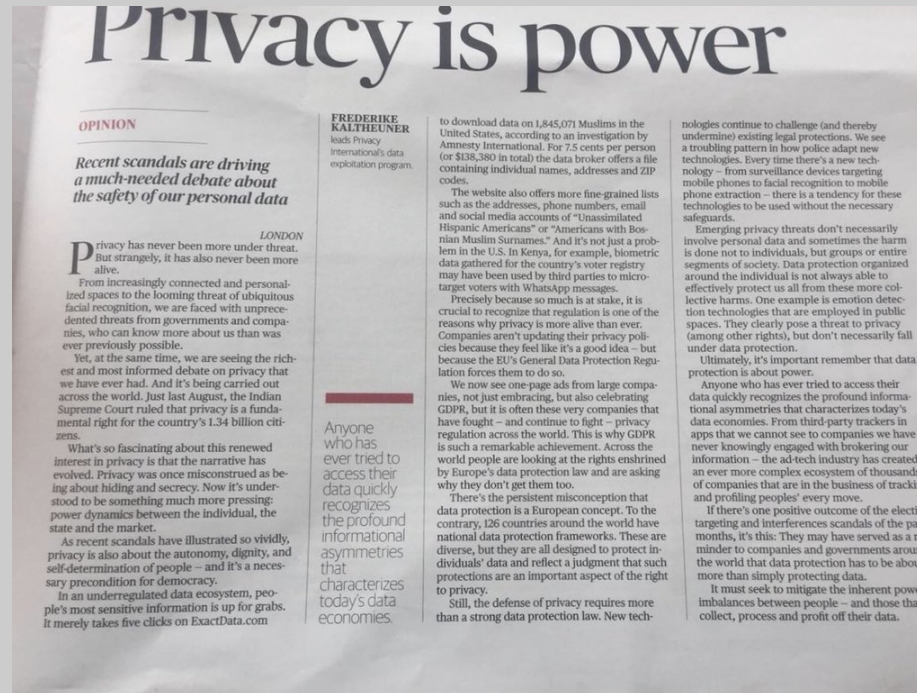 Privacy is power
OPINION
Recent scandals are driving
a much-needed debate about
the safety of our personal data
LONDON
Privacy has never been more under threat.
But strangely, it has also never been more
alive.
From increasingly connected and personal-
ized spaces to the looming threat of ubiquitous
facial recognition, we are faced with unprece-
dented threats from governments and compa-
nies, who can know more about us than was
ever previously possible.
Yet, at the same time, we are seeing the rich-
est and most informed debate on privacy that
we have ever had. And it's being carried out
across the world. Just last August, the Indian
Supreme Court ruled that privacy is a funda-
mental right for the country's 1.34 billion citi-
zens.
What's so fascinating about this renewed
interest in privacy is that the narrative has
evolved. Privacy was once misconstrued as be-
ing about hiding and secrecy. Now it's under-
stood to be something much more pressing:
power dynamics between the individual, the
state and the market.
As recent scandals have illustrated so vividly,
privacy is also about the autonomy, dignity, and
self-determination of people – and it's a neces-
sary precondition for democracy.
In an underregulated data ecosystem, peo-
ple's most sensitive information is up for grabs.
It merely takes five clicks on ExactData.com
FREDERIKE
KALTHEUNER
leads Privacy
International's data
exploitation program.
Anyone
who has
ever tried to
access their
data quickly
recognizes
the profound
informational
asymmetries
that
characterizes
today's data
economies.
to download data on 1,845,071 Muslims in the
United States, according to an investigation by
Amnesty International. For 7.5 cents per person
(or $138,380 in total) the data broker offers a file
containing individual names, addresses and ZIP
codes.
The website also offers more fine-grained lists
such as the addresses, phone numbers, email
and social media accounts of "Unassimilated
Hispanic Americans" or "Americans with Bos-
nian Muslim Surnames." And it's not just a prob-
lem in the U.S. In Kenya, for example, biometric
data gathered for the country's voter registry
may have been used by third parties to micro-
target voters with WhatsApp messages.
Precisely because so much is at stake, it is
crucial to recognize that regulation is one of the
reasons why privacy is more alive than ever.
Companies aren't updating their privacy poli-
cies because they feel like it's a good idea – but
because the EU's General Data Protection Regu-
lation forces them to do so.
We now see one-page ads from large compa-
nies, not just embracing, but also celebrating
GDPR, but it is often these very companies that
have fought – and continue to fight – privacy
regulation across the world. This is why GDPR
is such a remarkable achievement. Across the
world people are looking at the rights enshrined
by Europe's data protection law and are asking
why they don't get them too.
There's the persistent misconception that
data protection is a European concept. To the
contrary, 126 countries around the world have
national data protection frameworks. These are
diverse, but they are all designed to protect in-
dividuals' data and reflect a judgment that such
protections are an important aspect of the right
to privacy.
Still, the defense of privacy requires more
than a strong data protection law. New tech-
nologies continue to challenge (and thereby
undermine) existing legal protections. We see
a troubling pattern in how police adapt new
technologies. Every time there's a new tech-
nology – from surveillance devices targeting
mobile phones to facial recognition to mobile
phone extraction – there is a tendency for these
technologies to be used without the necessary
safeguards.
Emerging privacy threats don't necessarily
involve personal data and sometimes the harm
is done not to individuals, but groups or entire
segments of society. Data protection organized
around the individual is not always able to
effectively protect us all from these more col-
lective harms. One example is emotion detec-
tion technologies that are employed in public
spaces. They clearly pose a threat to privacy
(among other rights), but don't necessarily fall
under data protection.
Ultimately, it's important remember that data
protection is about power.
Anyone who has ever tried to access their
data quickly recognizes the profound informa-
tional asymmetries that characterizes today's
data economies. From third-party trackers in
apps that we cannot see to companies we have
never knowingly engaged with brokering our
information – the ad-tech industry has created
an ever more complex ecosystem of thousands
of companies that are in the business of tracki
and profiling peoples' every move.
If there's one positive outcome of the electi
targeting and interferences scandals of the pa
months, it's this: They may have served as a r
minder to companies and governments arou
the world that data protection has to be abou
more than simply protecting data.
It must seek to mitigate the inherent powe
imbalances between people – and those tha
collect, process and profit off their data.